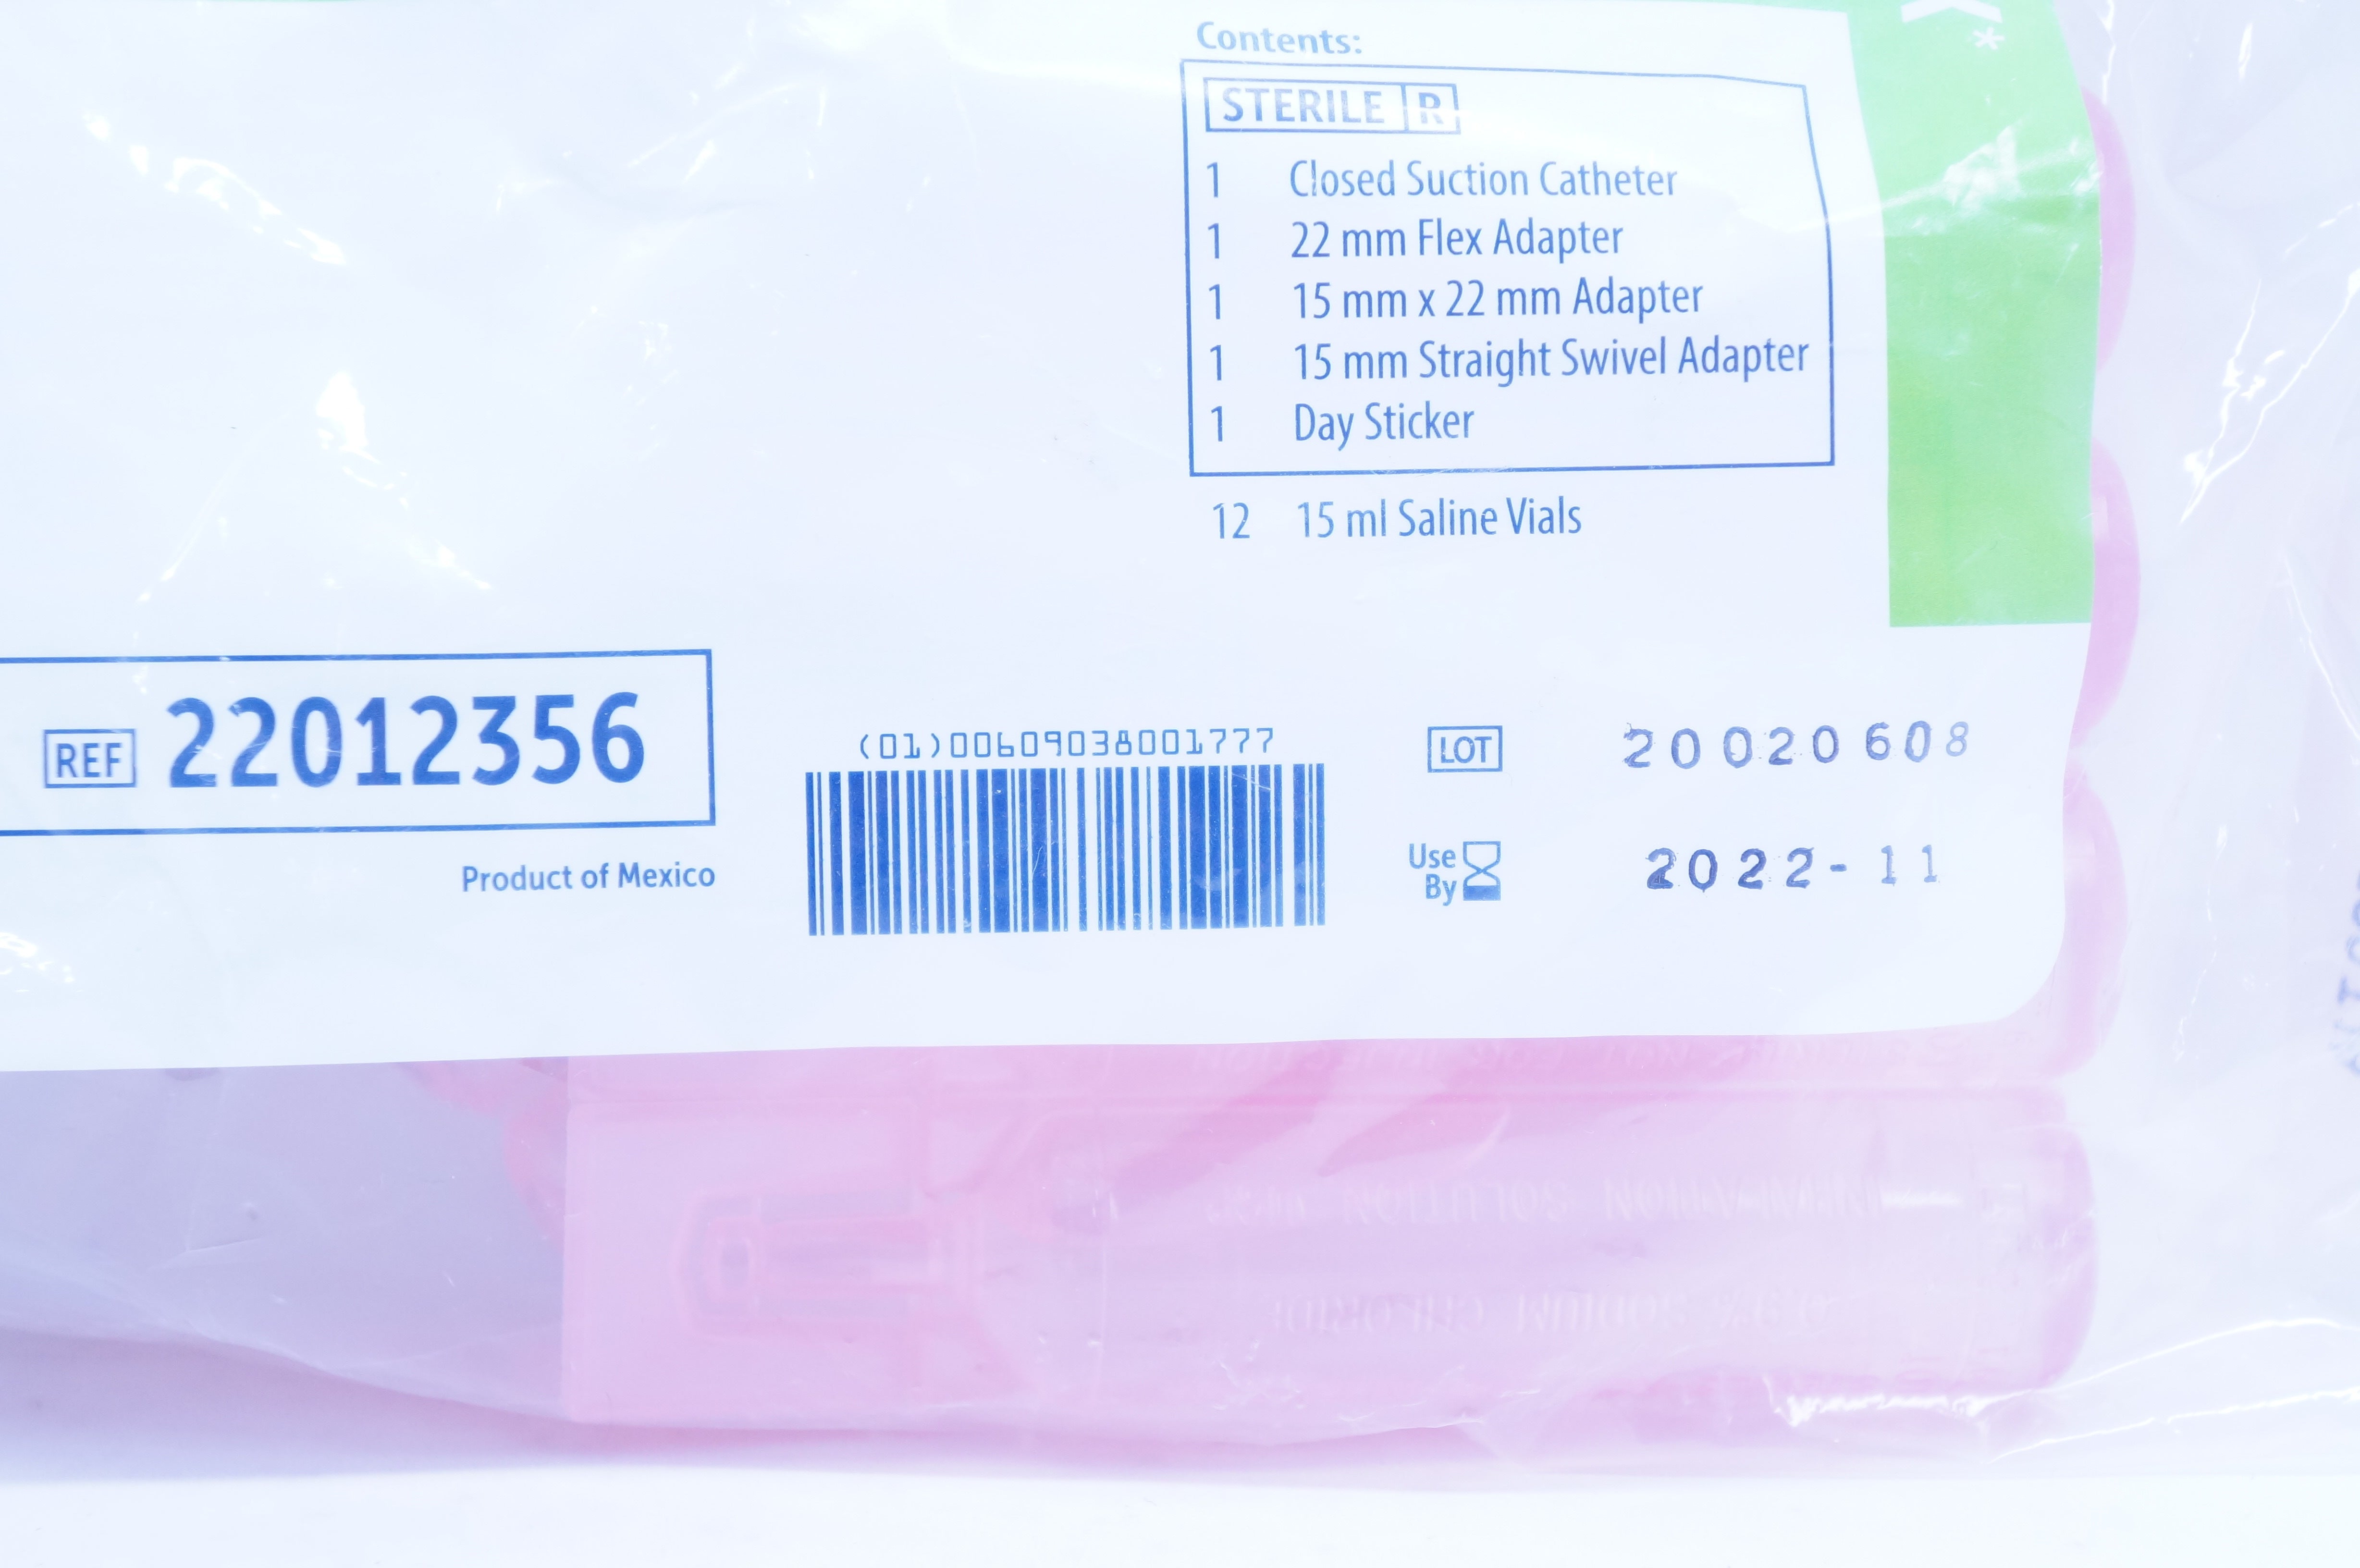 Contents:
STERILE R
1 Closed Suction Catheter
1 22 mm Flex Adapter
1 15 mm x 22 mm Adapter
1 15 mm Straight Swivel Adapter
1 Day Sticker
12 15 ml Saline Vials
REF 22012356
Product of Mexico
(01)00609038001777
LOT 20020608
Use By 2022-11
SODIUM CHLORIDE